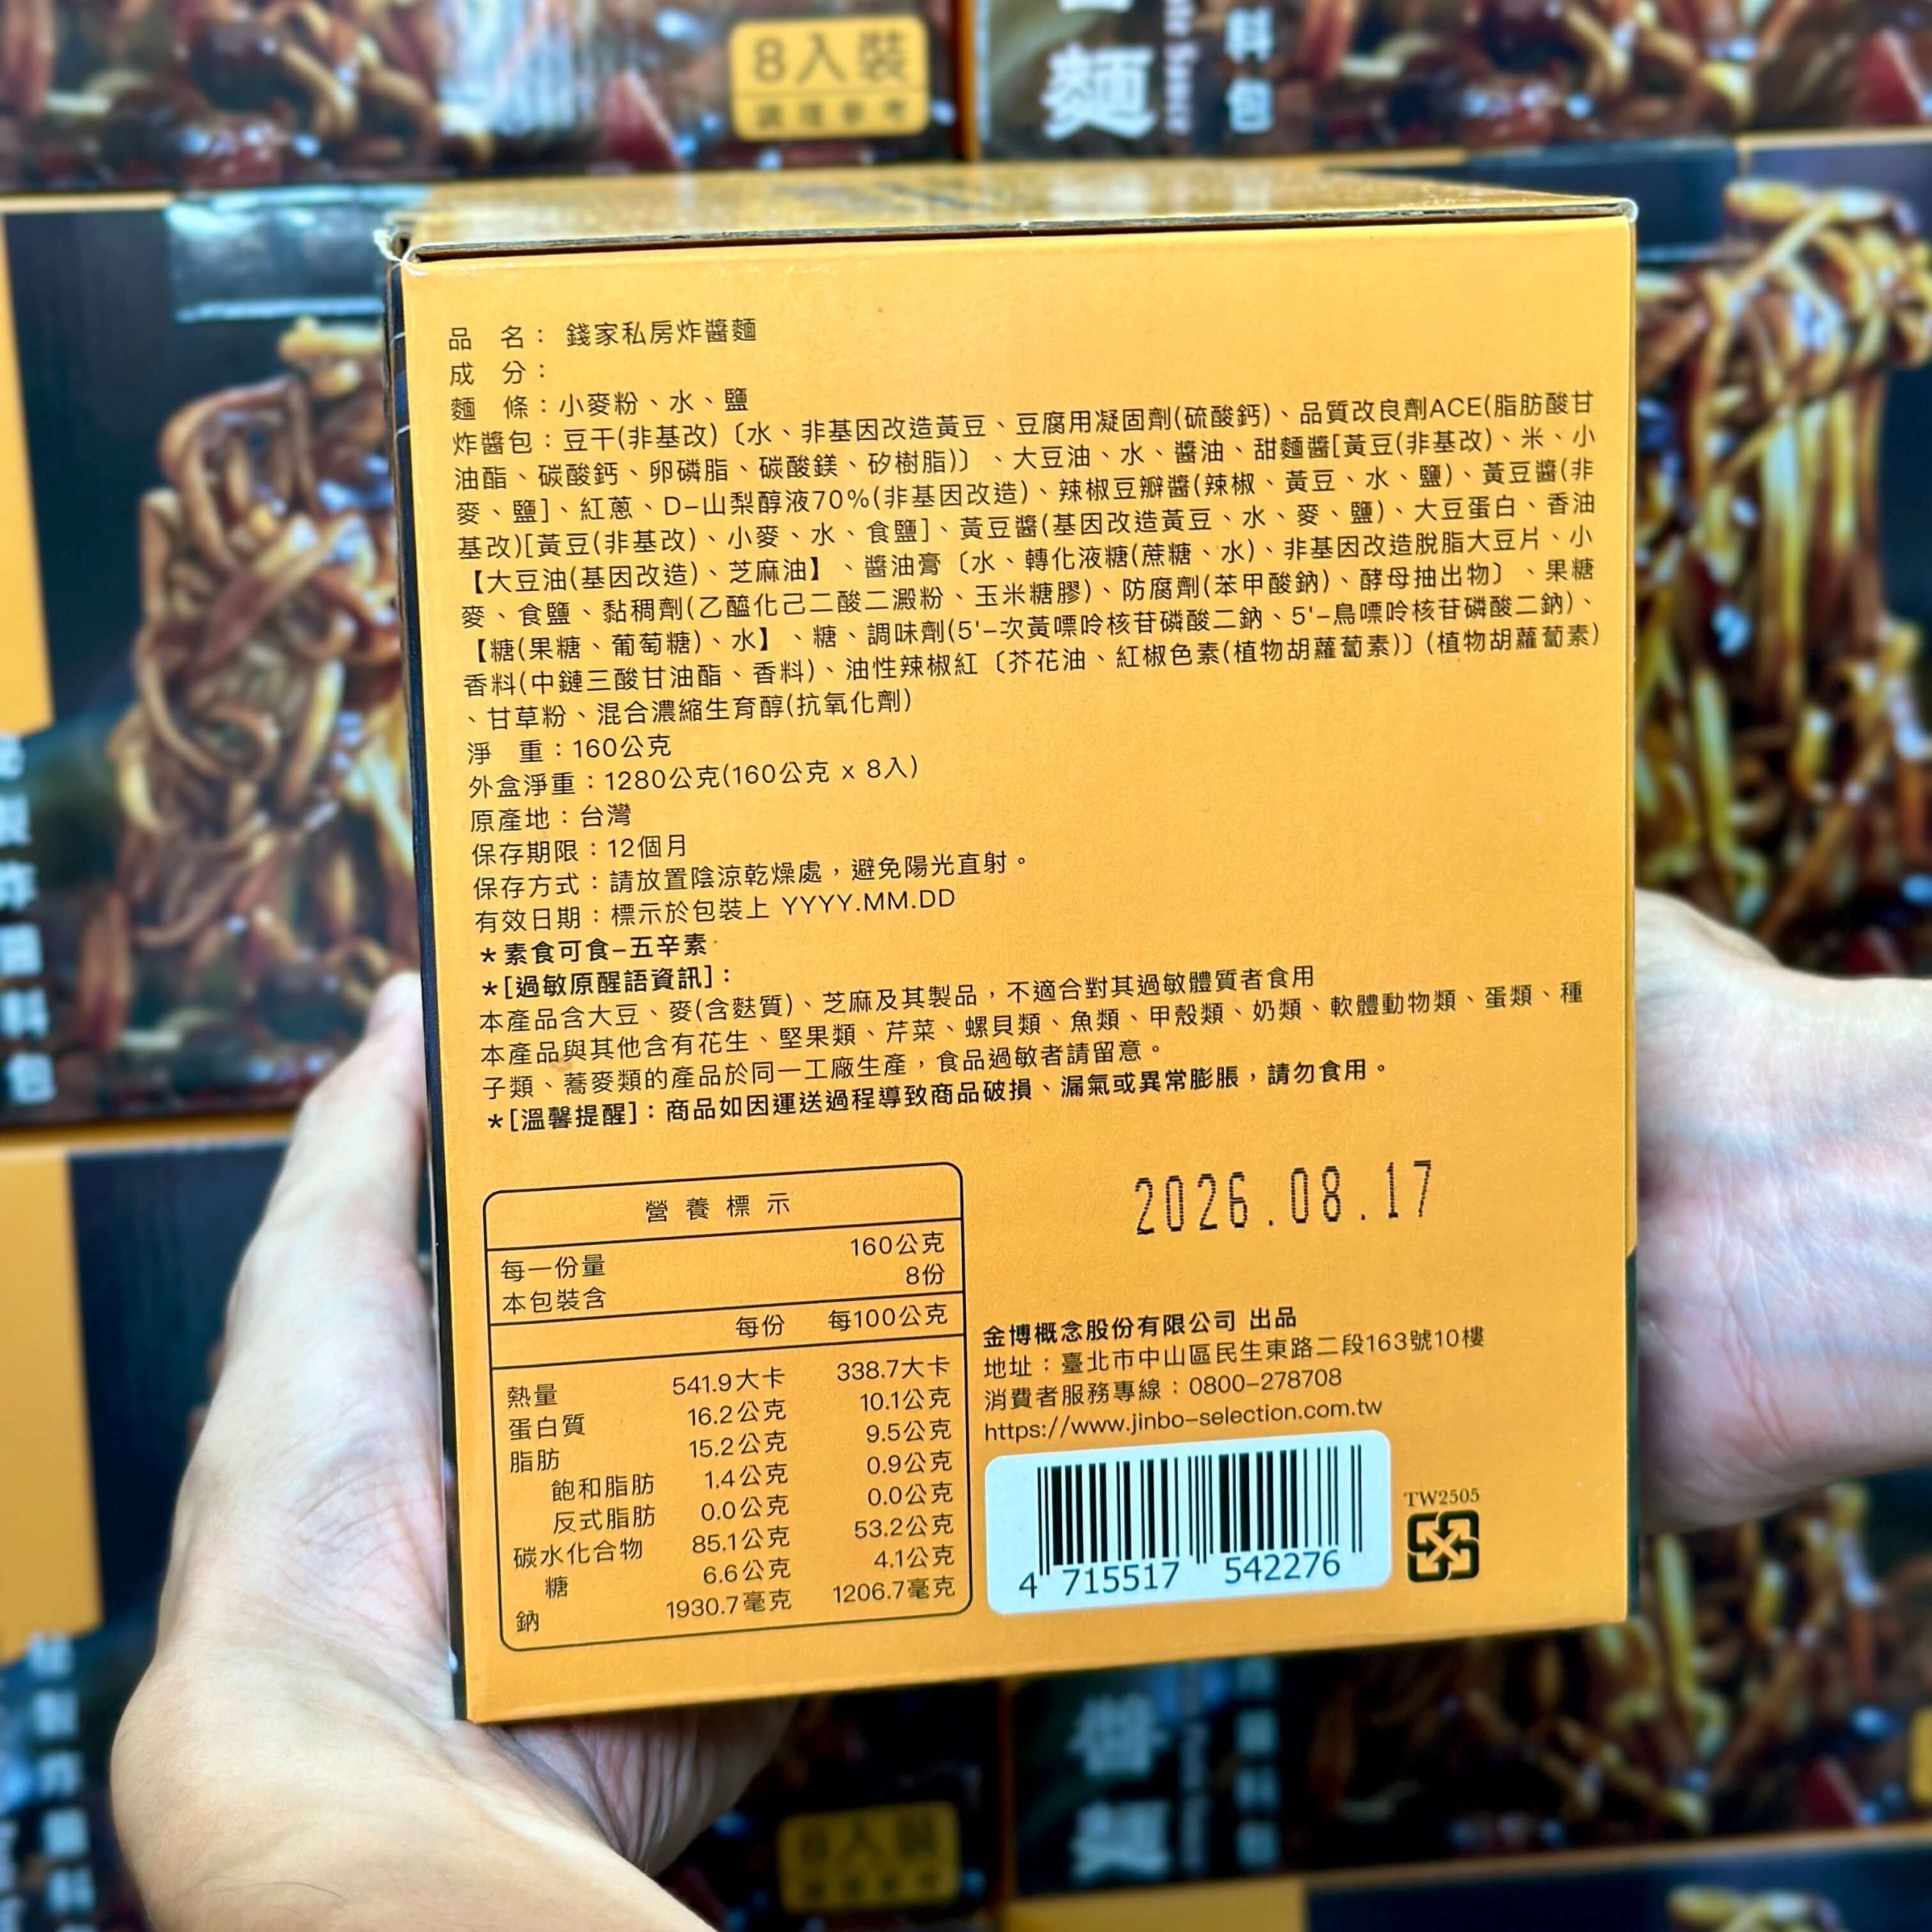 8入裝
調理參考
麵
料
包
品 名： 錢家私房炸醬麵
成 分：
麵 條：小麥粉、水、鹽
炸醬包：豆干(非基改)〔水、非基因改造黃豆、豆腐用凝固劑(硫酸鈣)、品質改良劑ACE(脂肪酸甘
油酯、碳酸鈣、卵磷脂、碳酸鎂、矽樹脂)〕、大豆油、水、醬油、甜麵醬[黃豆(非基改)、米、小
麥、鹽]、紅蔥、D-山梨醇液70%(非基因改造)、辣椒豆瓣醬(辣椒、黃豆、水、鹽)、黃豆醬(非
基改)[黃豆(非基改)、小麥、水、食鹽]、黃豆醬(基因改造黃豆、水、麥、鹽)、大豆蛋白、香油
【大豆油(基因改造)、芝麻油】、醬油膏〔水、轉化液糖(蔗糖、水)、非基因改造脫脂大豆片、小
麥、食鹽、黏稠劑(乙醯化己二酸二澱粉、玉米糖膠)、防腐劑(苯甲酸鈉)、酵母抽出物〕、果糖
【糖(果糖、葡萄糖)、水】、糖、調味劑(5'-次黃嘌呤核苷磷酸二鈉、5'-鳥嘌呤核苷磷酸二鈉)、
香料(中鏈三酸甘油酯、香料)、油性辣椒紅〔芥花油、紅椒色素(植物胡蘿蔔素)〕(植物胡蘿蔔素)
、甘草粉、混合濃縮生育醇(抗氧化劑)
淨 重：160公克
外盒淨重：1280公克(160公克 x 8入)
原產地：台灣
保存期限：12個月
保存方式：請放置陰涼乾燥處，避免陽光直射。
有效日期：標示於包裝上 YYYY.MM.DD
*素食可食-五辛素
*[過敏原醒語資訊]：
本產品含大豆、麥(含麩質)、芝麻及其製品，不適合對其過敏體質者食用
本產品與其他含有花生、堅果類、芹菜、螺貝類、魚類、甲殼類、奶類、軟體動物類、蛋類、種
子類、蕎麥類的產品於同一工廠生產，食品過敏者請留意。
*[溫馨提醒]：商品如因運送過程導致商品破損、漏氣或異常膨脹，請勿食用。
營養標示
每一份量 160公克
本包裝含 8份
每份 每100公克
熱量 541.9大卡 338.7大卡
蛋白質 16.2公克 10.1公克
脂肪 15.2公克 9.5公克
飽和脂肪 1.4公克 0.9公克
反式脂肪 0.0公克 0.0公克
碳水化合物 85.1公克 53.2公克
糖 6.6公克 4.1公克
鈉 1930.7毫克 1206.7毫克
2026.08.17
金博概念股份有限公司 出品
地址：臺北市中山區民生東路二段163號10樓
消費者服務專線：0800-278708
https://www.jinbo-selection.com.tw
4 715517 542276
TW2505
製炸醬料包
醬麵
8入裝